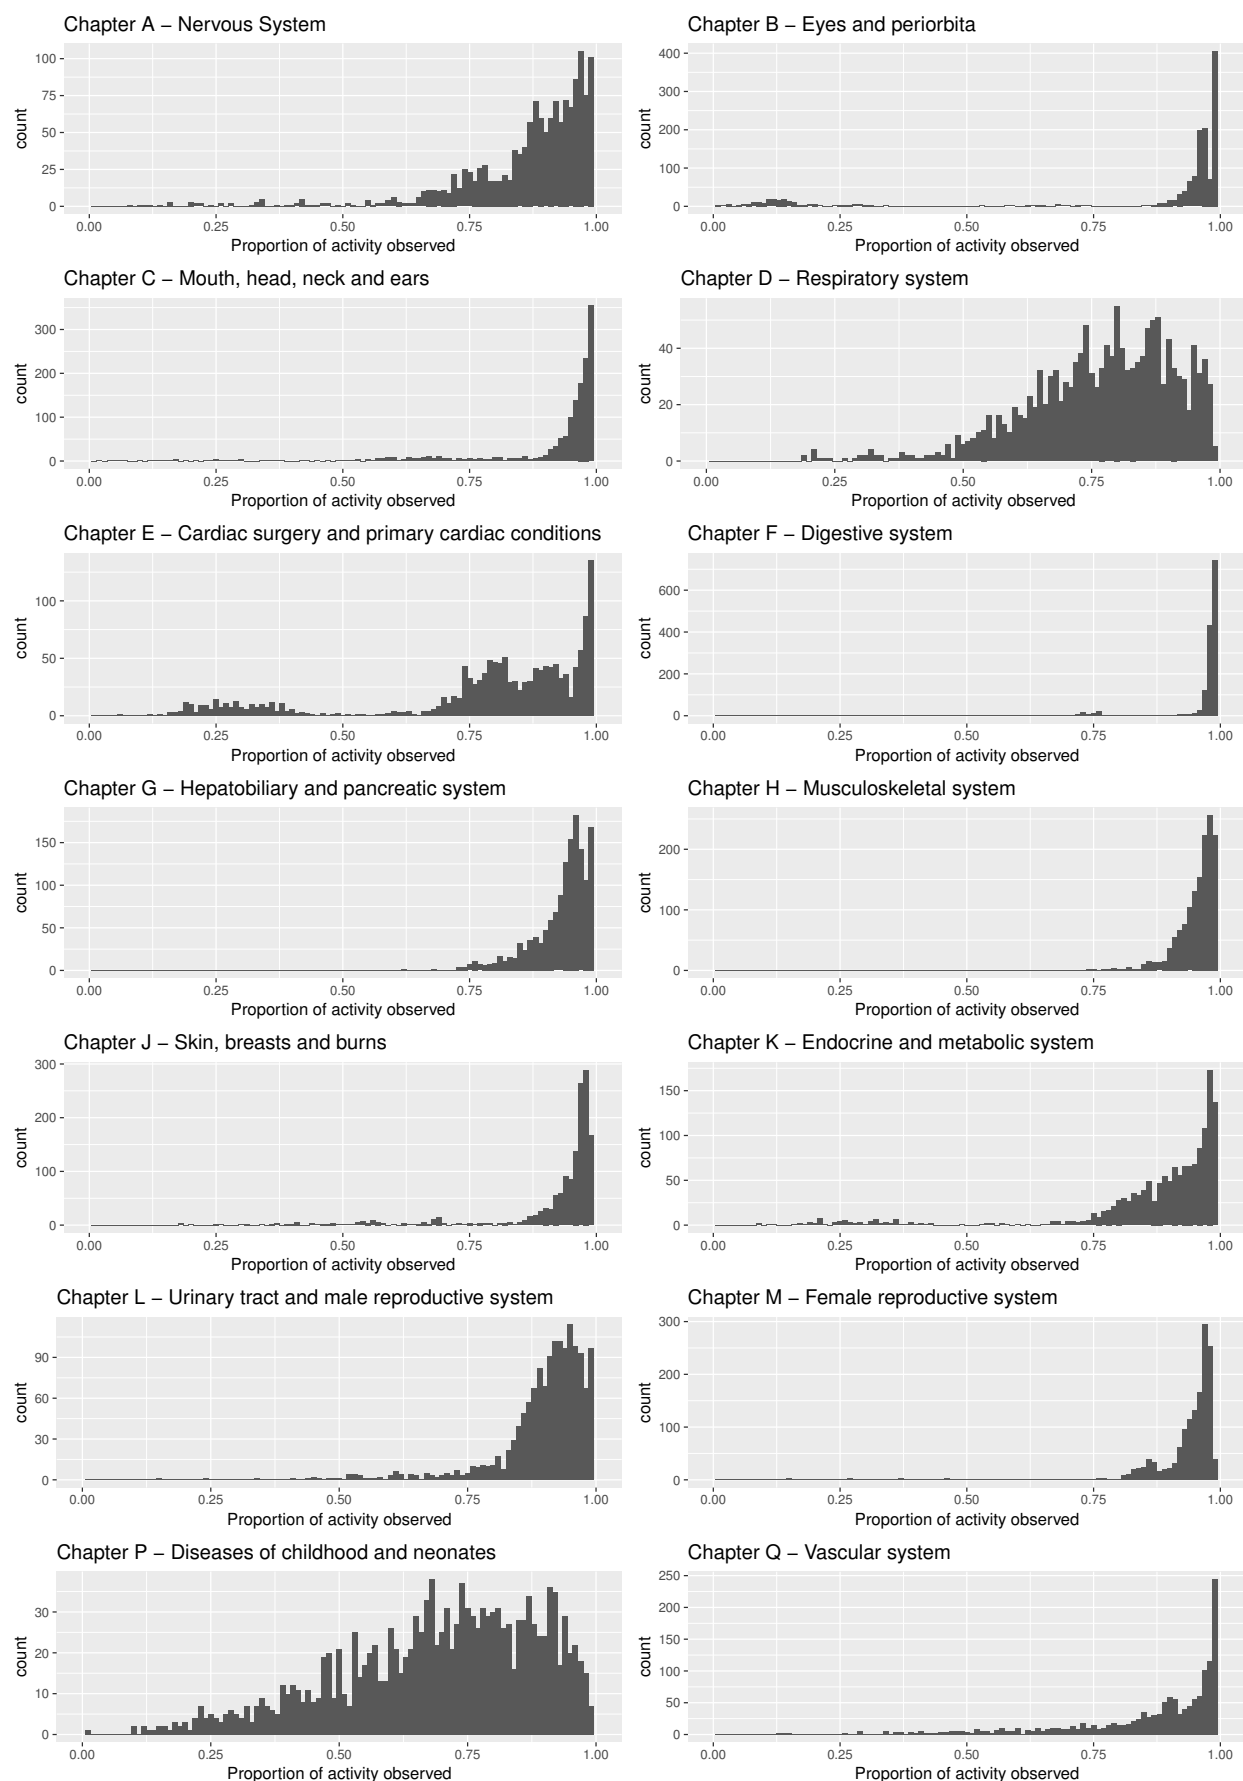 Chapter A – Nervous System
count
100
75
50
25
0
0.00 0.25 0.50 0.75 1.00
Proportion of activity observed
Chapter B – Eyes and periorbita
count
400
300
200
100
0
0.00 0.25 0.50 0.75 1.00
Proportion of activity observed
Chapter C – Mouth, head, neck and ears
count
300
200
100
0
0.00 0.25 0.50 0.75 1.00
Proportion of activity observed
Chapter D – Respiratory system
count
40
20
0
0.00 0.25 0.50 0.75 1.00
Proportion of activity observed
Chapter E – Cardiac surgery and primary cardiac conditions
count
100
50
0
0.00 0.25 0.50 0.75 1.00
Proportion of activity observed
Chapter F – Digestive system
count
600
400
200
0
0.00 0.25 0.50 0.75 1.00
Proportion of activity observed
Chapter G – Hepatobiliary and pancreatic system
count
150
100
50
0
0.00 0.25 0.50 0.75 1.00
Proportion of activity observed
Chapter H – Musculoskeletal system
count
200
100
0
0.00 0.25 0.50 0.75 1.00
Proportion of activity observed
Chapter J – Skin, breasts and burns
count
300
200
100
0
0.00 0.25 0.50 0.75 1.00
Proportion of activity observed
Chapter K – Endocrine and metabolic system
count
150
100
50
0
0.00 0.25 0.50 0.75 1.00
Proportion of activity observed
Chapter L – Urinary tract and male reproductive system
count
90
60
30
0
0.00 0.25 0.50 0.75 1.00
Proportion of activity observed
Chapter M – Female reproductive system
count
300
200
100
0
0.00 0.25 0.50 0.75 1.00
Proportion of activity observed
Chapter P – Diseases of childhood and neonates
count
30
20
10
0
0.00 0.25 0.50 0.75 1.00
Proportion of activity observed
Chapter Q – Vascular system
count
250
200
150
100
50
0
0.00 0.25 0.50 0.75 1.00
Proportion of activity observed